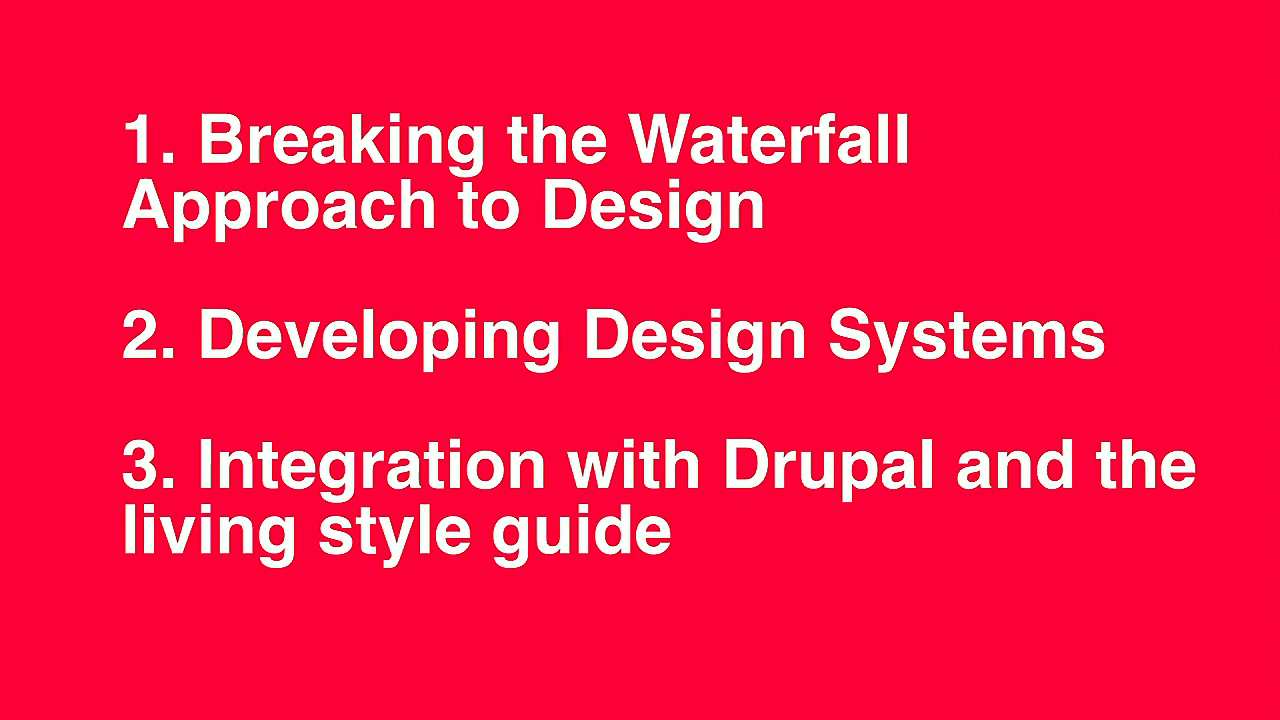 1. Breaking the Waterfall
Approach to Design
2. Developing Design Systems
3. Integration with Drupal and the
living style guide